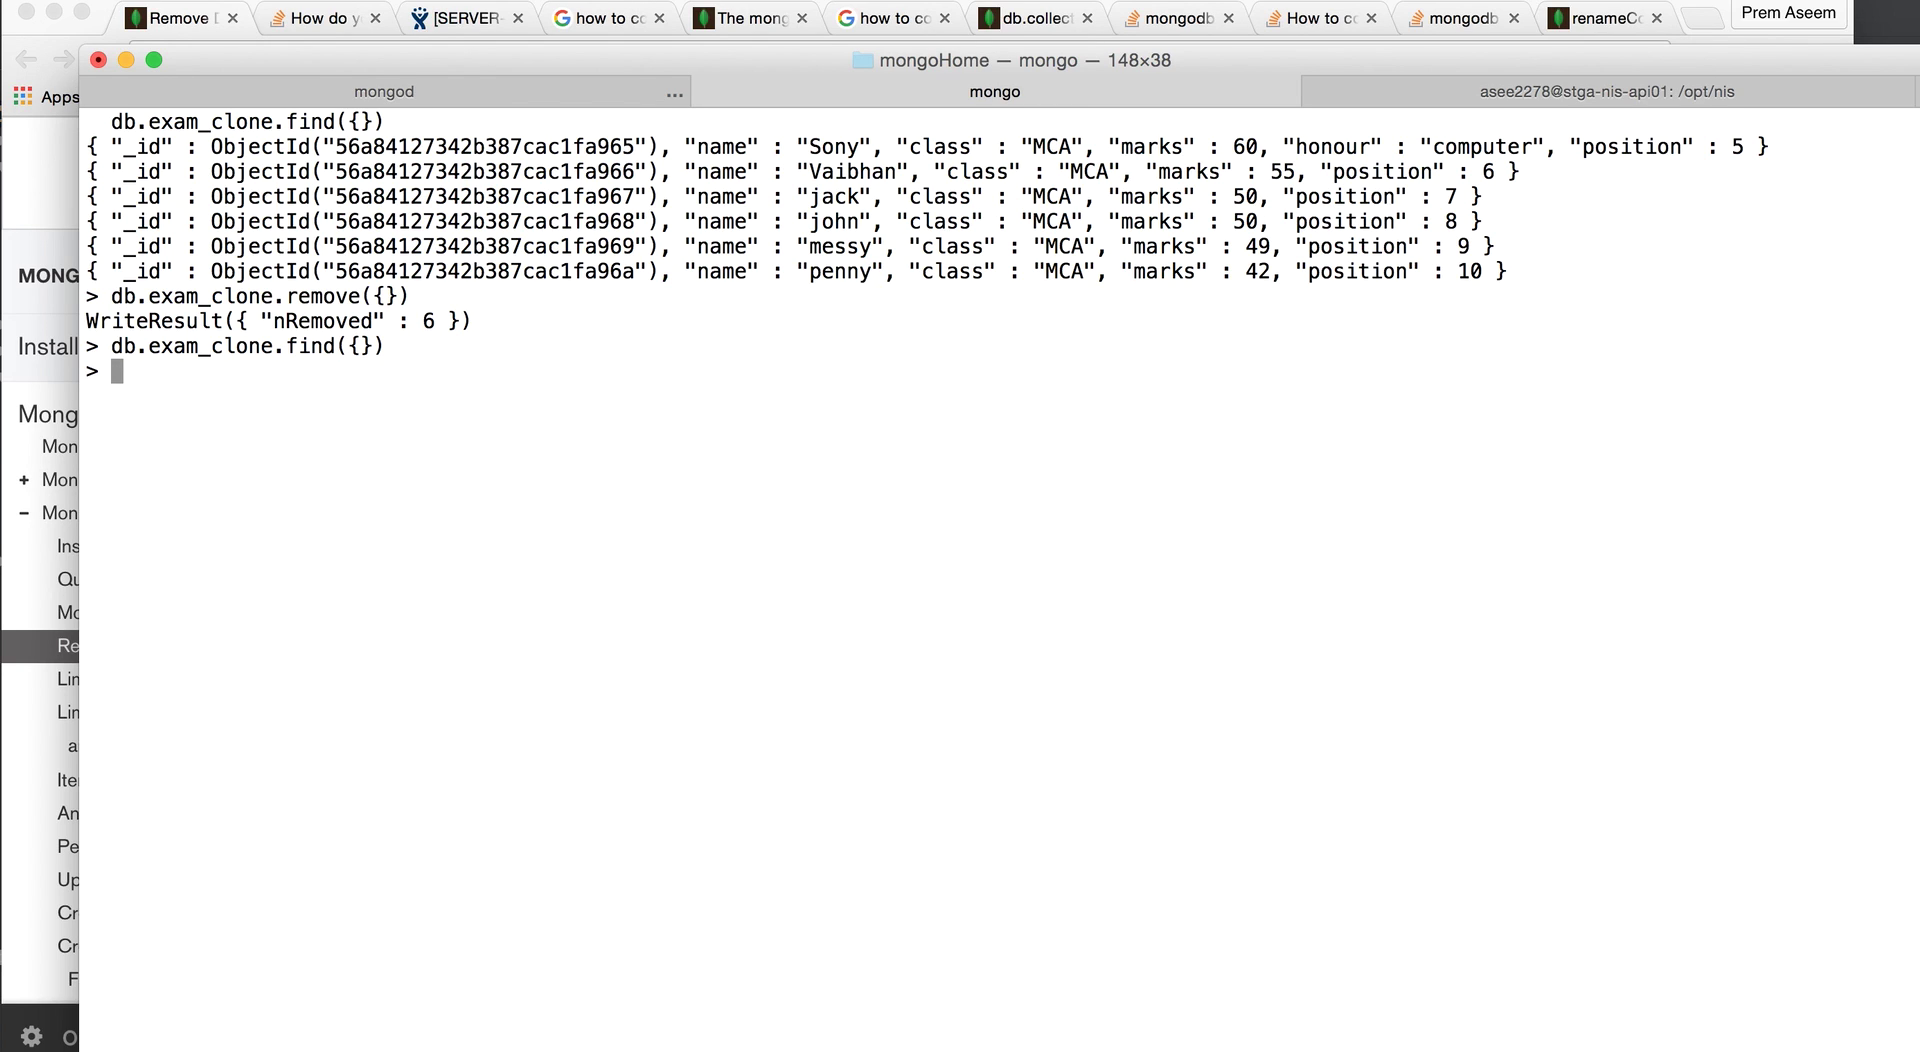 Remove D
How do y
[SERVER-
how to co
The mong
how to co
db.collect
mongodb
How to co
mongodb
renameCo
Prem Aseem
mongoHome — mongo — 148×38
Apps
mongod
...
mongo
asee2278@stga-nis-api01: /opt/nis
db.exam_clone.find({})
{ "_id" : ObjectId("56a84127342b387cac1fa965"), "name" : "Sony", "class" : "MCA", "marks" : 60, "honour" : "computer", "position" : 5 }
{ "_id" : ObjectId("56a84127342b387cac1fa966"), "name" : "Vaibhan", "class" : "MCA", "marks" : 55, "position" : 6 }
{ "_id" : ObjectId("56a84127342b387cac1fa967"), "name" : "jack", "class" : "MCA", "marks" : 50, "position" : 7 }
{ "_id" : ObjectId("56a84127342b387cac1fa968"), "name" : "john", "class" : "MCA", "marks" : 50, "position" : 8 }
{ "_id" : ObjectId("56a84127342b387cac1fa969"), "name" : "messy", "class" : "MCA", "marks" : 49, "position" : 9 }
{ "_id" : ObjectId("56a84127342b387cac1fa96a"), "name" : "penny", "class" : "MCA", "marks" : 42, "position" : 10 }
> db.exam_clone.remove({})
WriteResult({ "nRemoved" : 6 })
> db.exam_clone.find({})
>
MONG
Install
Mong
Mon
+ Mon
− Mon
Ins
Qu
Mo
Re
Lim
Lim
a
Ite
An
Pe
Up
Cr
Cr
F
O